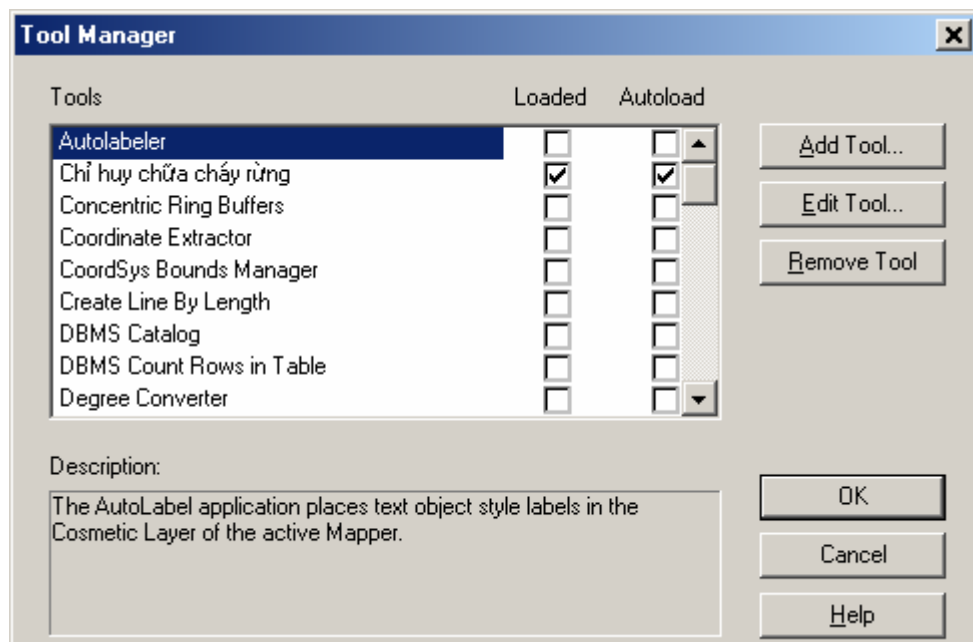 Tool Manager
Tools Loaded Autoload
Autolabeler
Chỉ huy chữa cháy rừng
Concentric Ring Buffers
Coordinate Extractor
CoordSys Bounds Manager
Create Line By Length
DBMS Catalog
DBMS Count Rows in Table
Degree Converter
Add Tool...
Edit Tool...
Remove Tool
Description:
The AutoLabel application places text object style labels in the
Cosmetic Layer of the active Mapper.
OK
Cancel
Help